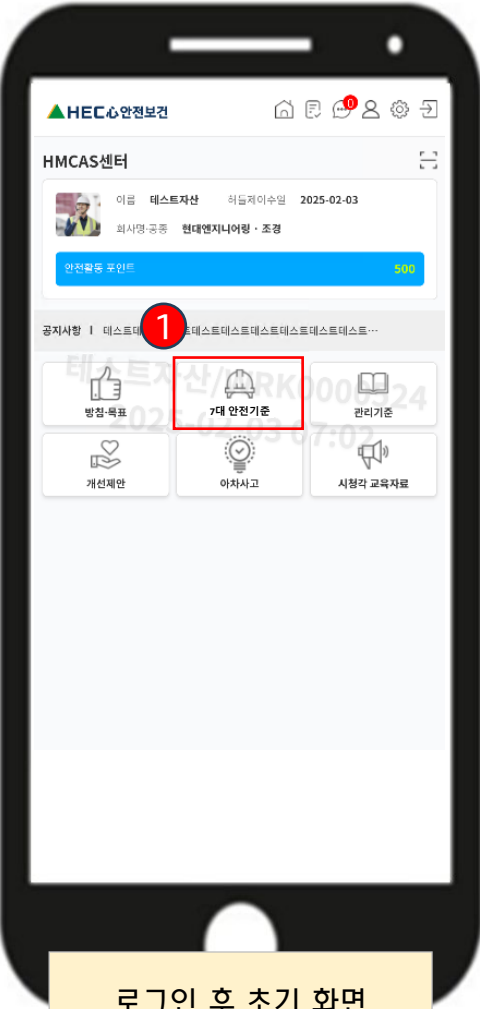 HEC心안전보건
0
HMCAS센터
이름 테스트자산 허들제이수일 2025-02-03
회사명·공종 현대엔지니어링 · 조경
안전활동 포인트 500
공지사항 I 테스트 1 테스트테스트테스트테스트테스트테스트…
테스트자산/WRK0000324
2025-02-03 07:02
방침·목표 7대 안전기준 관리기준
개선제안 아차사고 시청각 교육자료
로그인 후 초기 화면